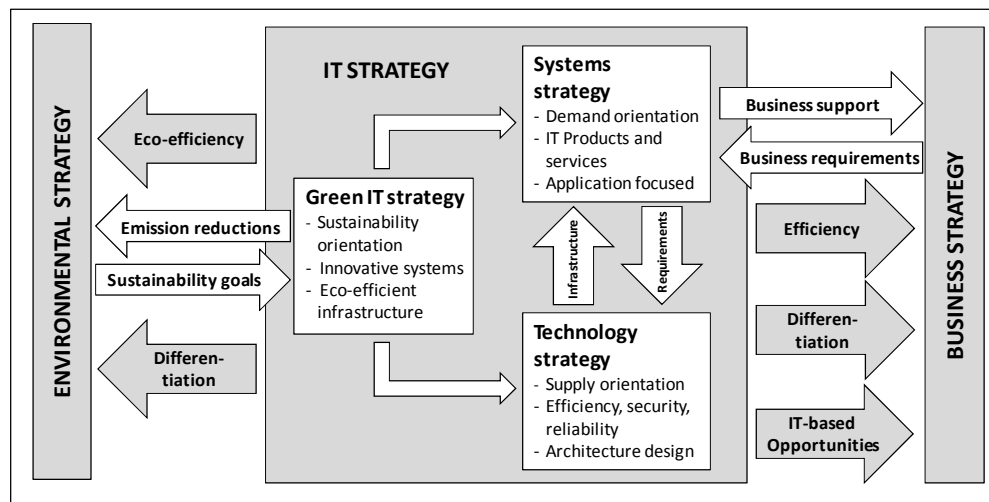 ENVIRONMENTAL STRATEGY
Eco-efficiency
Emission reductions
Sustainability goals
Differen-
tiation
IT STRATEGY
Green IT strategy
- Sustainability
orientation
- Innovative systems
- Eco-efficient
infrastructure
Systems
strategy
- Demand orientation
- IT Products and
services
- Application focused
Infrastructure
Requirements
Technology
strategy
- Supply orientation
- Efficiency, security,
reliability
- Architecture design
Business support
Business requirements
Efficiency
Differen-
tiation
IT-based
Opportunities
BUSINESS STRATEGY